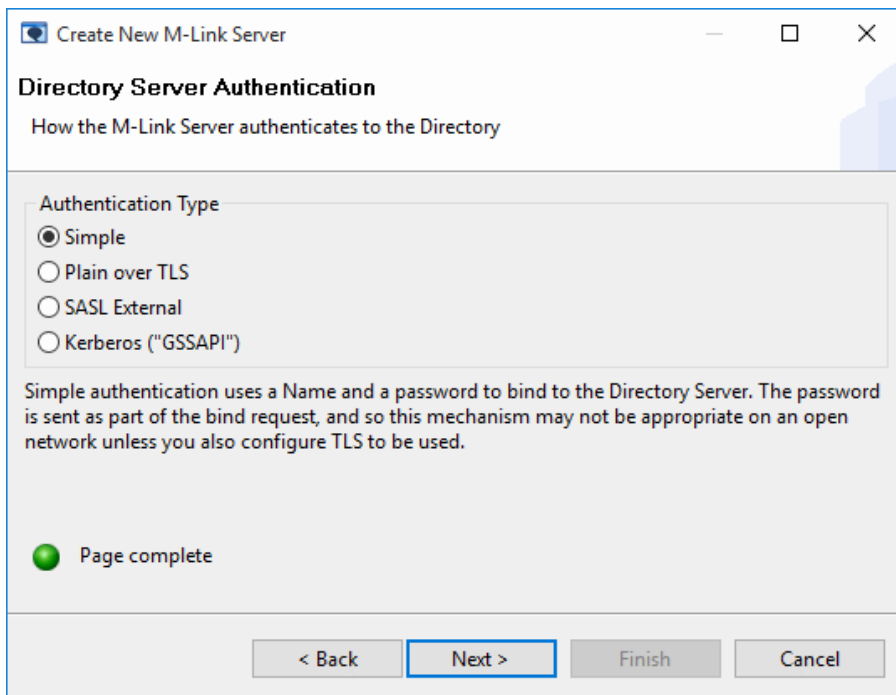 Create New M-Link Server
Directory Server Authentication
How the M-Link Server authenticates to the Directory
Authentication Type
Simple
Plain over TLS
SASL External
Kerberos ("GSSAPI")
Simple authentication uses a Name and a password to bind to the Directory Server. The password
is sent as part of the bind request, and so this mechanism may not be appropriate on an open
network unless you also configure TLS to be used.
Page complete
< Back Next > Finish Cancel